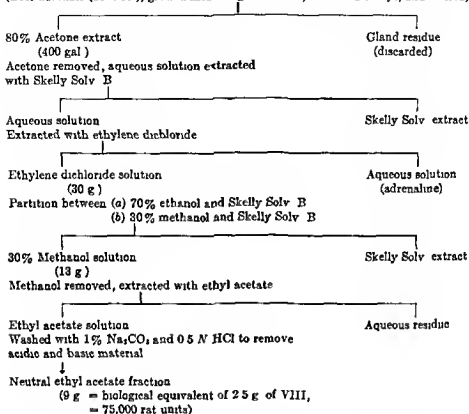 80% Acetone extract Gland residue
(400 gal) (discarded)
Acetone removed, aqueous solution extracted
with Skelly Solv B
Aqueous solution Skelly Solv extract
Extracted with ethylene dichloride
Ethylene dichloride solution Aqueous solution
(30 g) (adrenaline)
Partition between (a) 70% ethanol and Skelly Solv B
(b) 30% methanol and Skelly Solv B
30% Methanol solution Skelly Solv extract
(13 g)
Methanol removed, extracted with ethyl acetate
Ethyl acetate solution Aqueous residue
Washed with 1% Na₂CO₃ and 0 5 N HCl to remove
acidic and basic material
↓
Neutral ethyl acetate fraction
(9 g = biological equivalent of 2 5 g of VIII,
= 75,000 rat units)